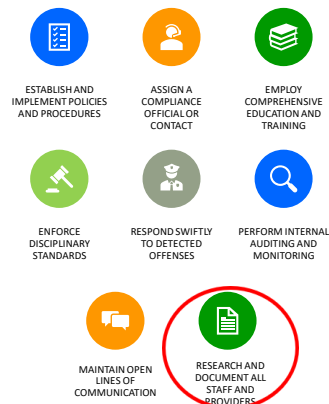 ESTABLISH AND
IMPLEMENT POLICIES
AND PROCEDURES
ASSIGN A
COMPLIANCE
OFFICIAL OR
CONTACT
EMPLOY
COMPREHENSIVE
EDUCATION AND
TRAINING
ENFORCE
DISCIPLINARY
STANDARDS
RESPOND SWIFTLY
TO DETECTED
OFFENSES
PERFORM INTERNAL
AUDITING AND
MONITORING
MAINTAIN OPEN
LINES OF
COMMUNICATION
RESEARCH AND
DOCUMENT ALL
STAFF AND
PROVIDERS